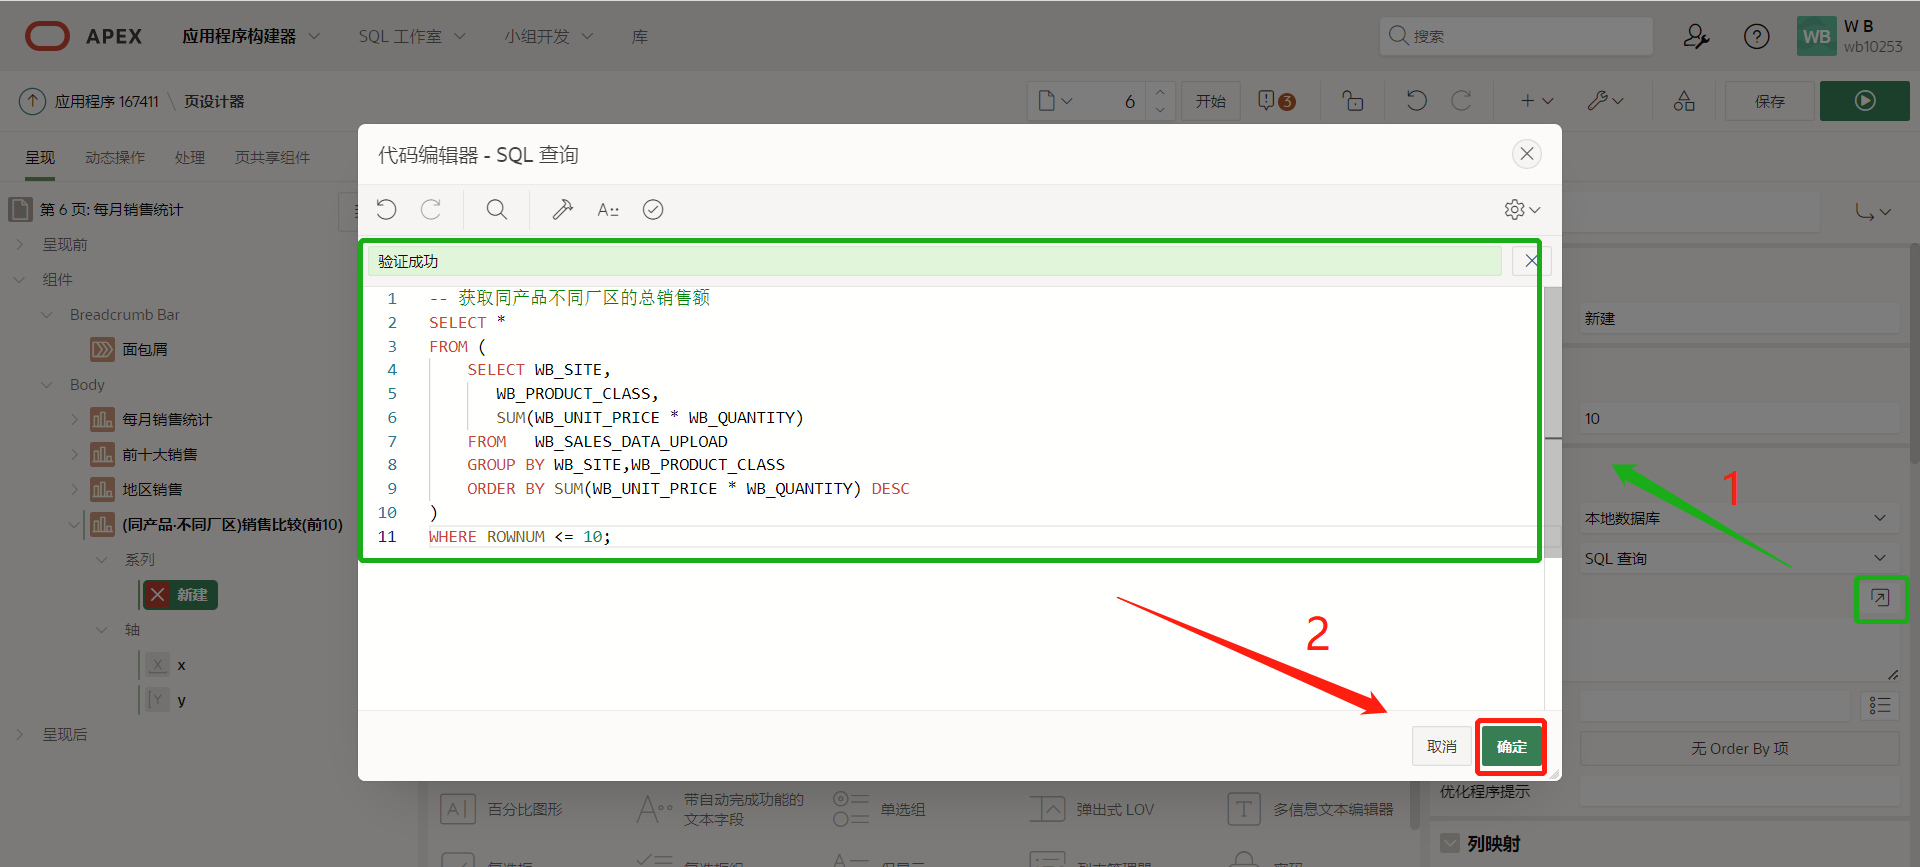 APEX 应用程序构建器 SQL 工作室 小组开发 库 搜索 WB W B
wb10253
应用程序 167411 \ 页设计器 6 开始 3 保存
呈现 动态操作 处理 页共享组件
代码编辑器 - SQL 查询
第 6 页: 每月销售统计
呈现前
组件
Breadcrumb Bar
面包屑
Body
每月销售统计
前十大销售
地区销售
(同产品·不同厂区)销售比较(前10)
系列
新建
轴
x
y
呈现后
验证成功
1 -- 获取同产品不同厂区的总销售额
2 SELECT *
3 FROM (
4 SELECT WB_SITE,
5 WB_PRODUCT_CLASS,
6 SUM(WB_UNIT_PRICE * WB_QUANTITY)
7 FROM WB_SALES_DATA_UPLOAD
8 GROUP BY WB_SITE,WB_PRODUCT_CLASS
9 ORDER BY SUM(WB_UNIT_PRICE * WB_QUANTITY) DESC
10 )
11 WHERE ROWNUM <= 10;
新建
10
1
本地数据库
SQL 查询
2
取消 确定
无 Order By 项
优化程序提示
列映射
百分比图形
带自动完成功能的
文本字段
单选组
弹出式 LOV
多信息文本编辑器